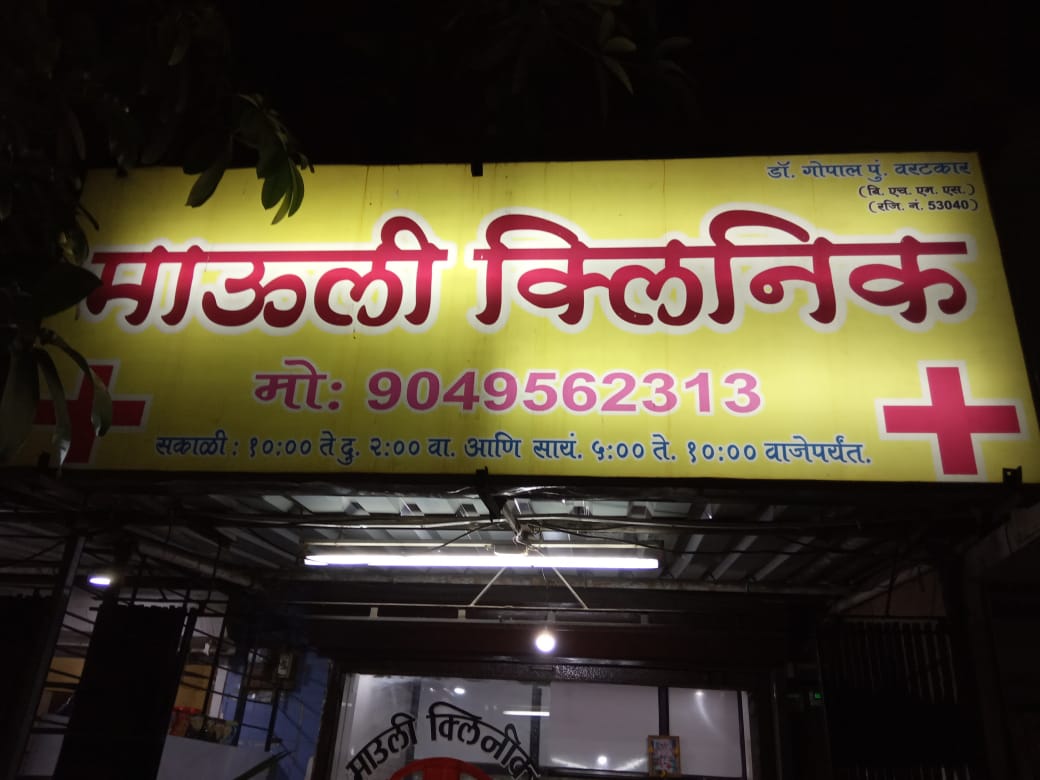 डॉ. गोपाल पुं. वरटकार
(बि. एच. एम. एस.)
(रजि. नं. 53040)
माऊली क्लिनिक
मो: 9049562313
सकाळी : १०:०० ते दु. २:०० वा. आणि सायं. ५:०० ते. १०:०० वाजेपर्यंत.
माउली क्लिनीक